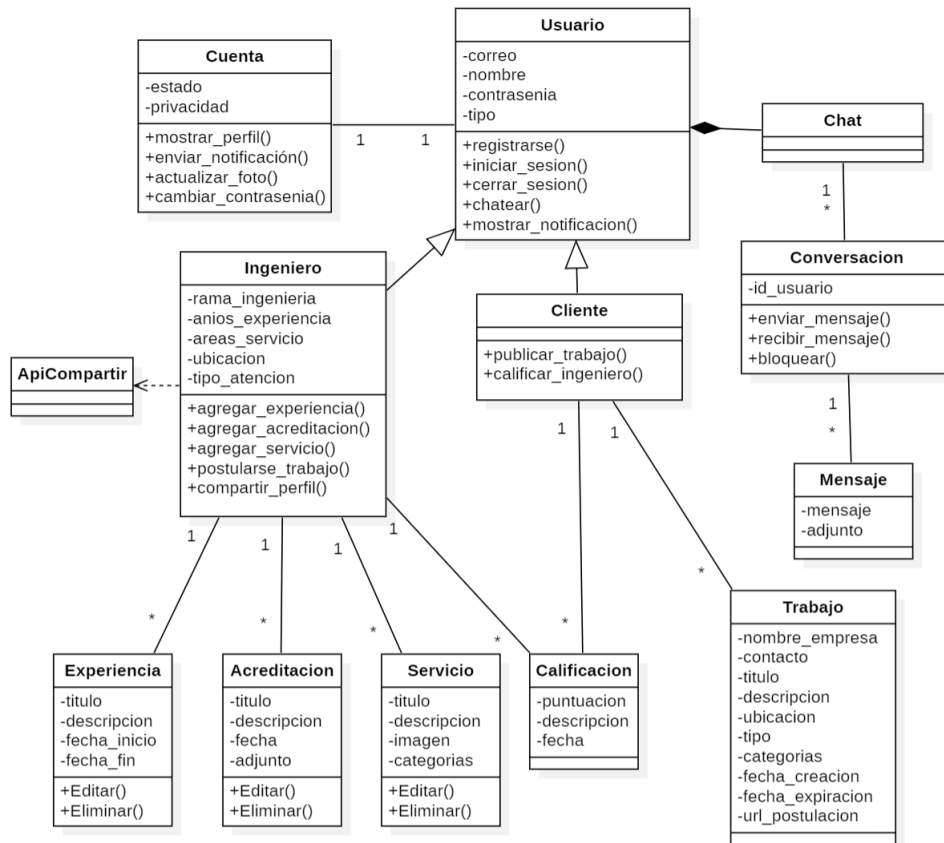 Usuario
-correo
-nombre
-contrasenia
-tipo
+registrarse()
+iniciar_sesion()
+cerrar_sesion()
+chatear()
+mostrar_notificacion()
Cuenta
-estado
-privacidad
+mostrar_perfil()
+enviar_notificación()
+actualizar_foto()
+cambiar_contrasenia()
1
1
Chat
1
*
Conversacion
-id_usuario
+enviar_mensaje()
+recibir_mensaje()
+bloquear()
1
*
Mensaje
-mensaje
-adjunto
Ingeniero
-rama_ingenieria
-anios_experiencia
-areas_servicio
-ubicacion
-tipo_atencion
+agregar_experiencia()
+agregar_acreditacion()
+agregar_servicio()
+postularse_trabajo()
+compartir_perfil()
ApiCompartir
Cliente
+publicar_trabajo()
+calificar_ingeniero()
1
1
1
1
1
1
*
*
*
*
*
*
Experiencia
-titulo
-descripcion
-fecha_inicio
-fecha_fin
+Editar()
+Eliminar()
Acreditacion
-titulo
-descripcion
-fecha
-adjunto
+Editar()
+Eliminar()
Servicio
-titulo
-descripcion
-imagen
-categorias
+Editar()
+Eliminar()
Calificacion
-puntuacion
-descripcion
-fecha
Trabajo
-nombre_empresa
-contacto
-titulo
-descripcion
-ubicacion
-tipo
-categorias
-fecha_creacion
-fecha_expiracion
-url_postulacion